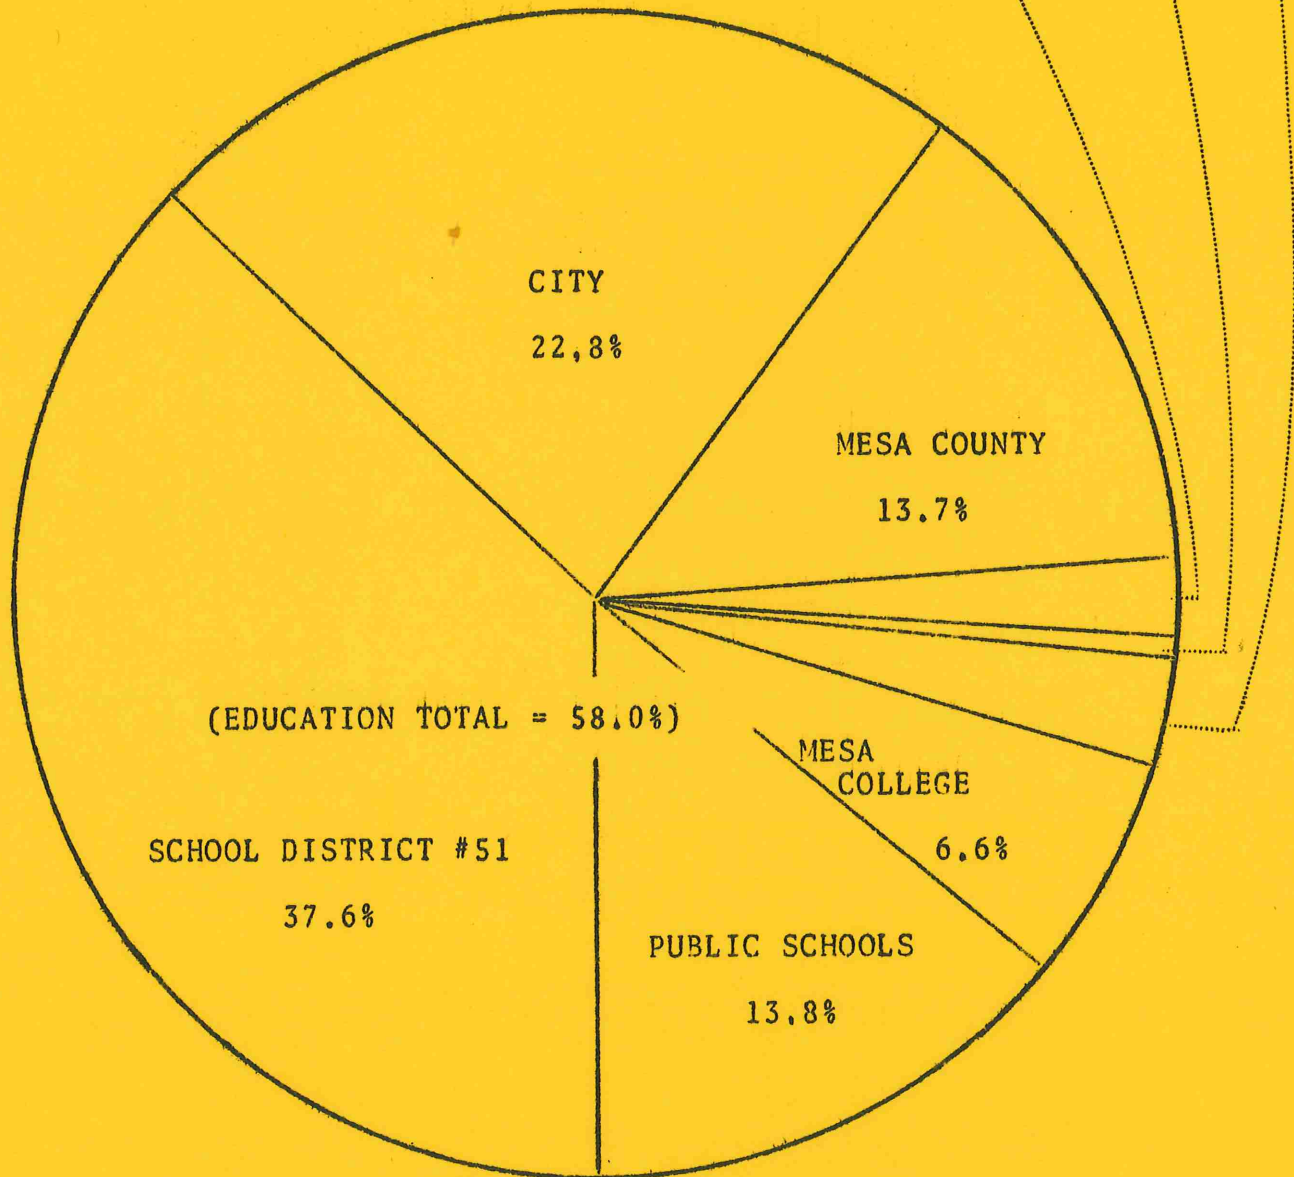 CITY
22,8%
MESA COUNTY
13.7%
(EDUCATION TOTAL = 58.0%)
MESA
COLLEGE
6.6%
SCHOOL DISTRICT #51
37.6%
PUBLIC SCHOOLS
13,8%